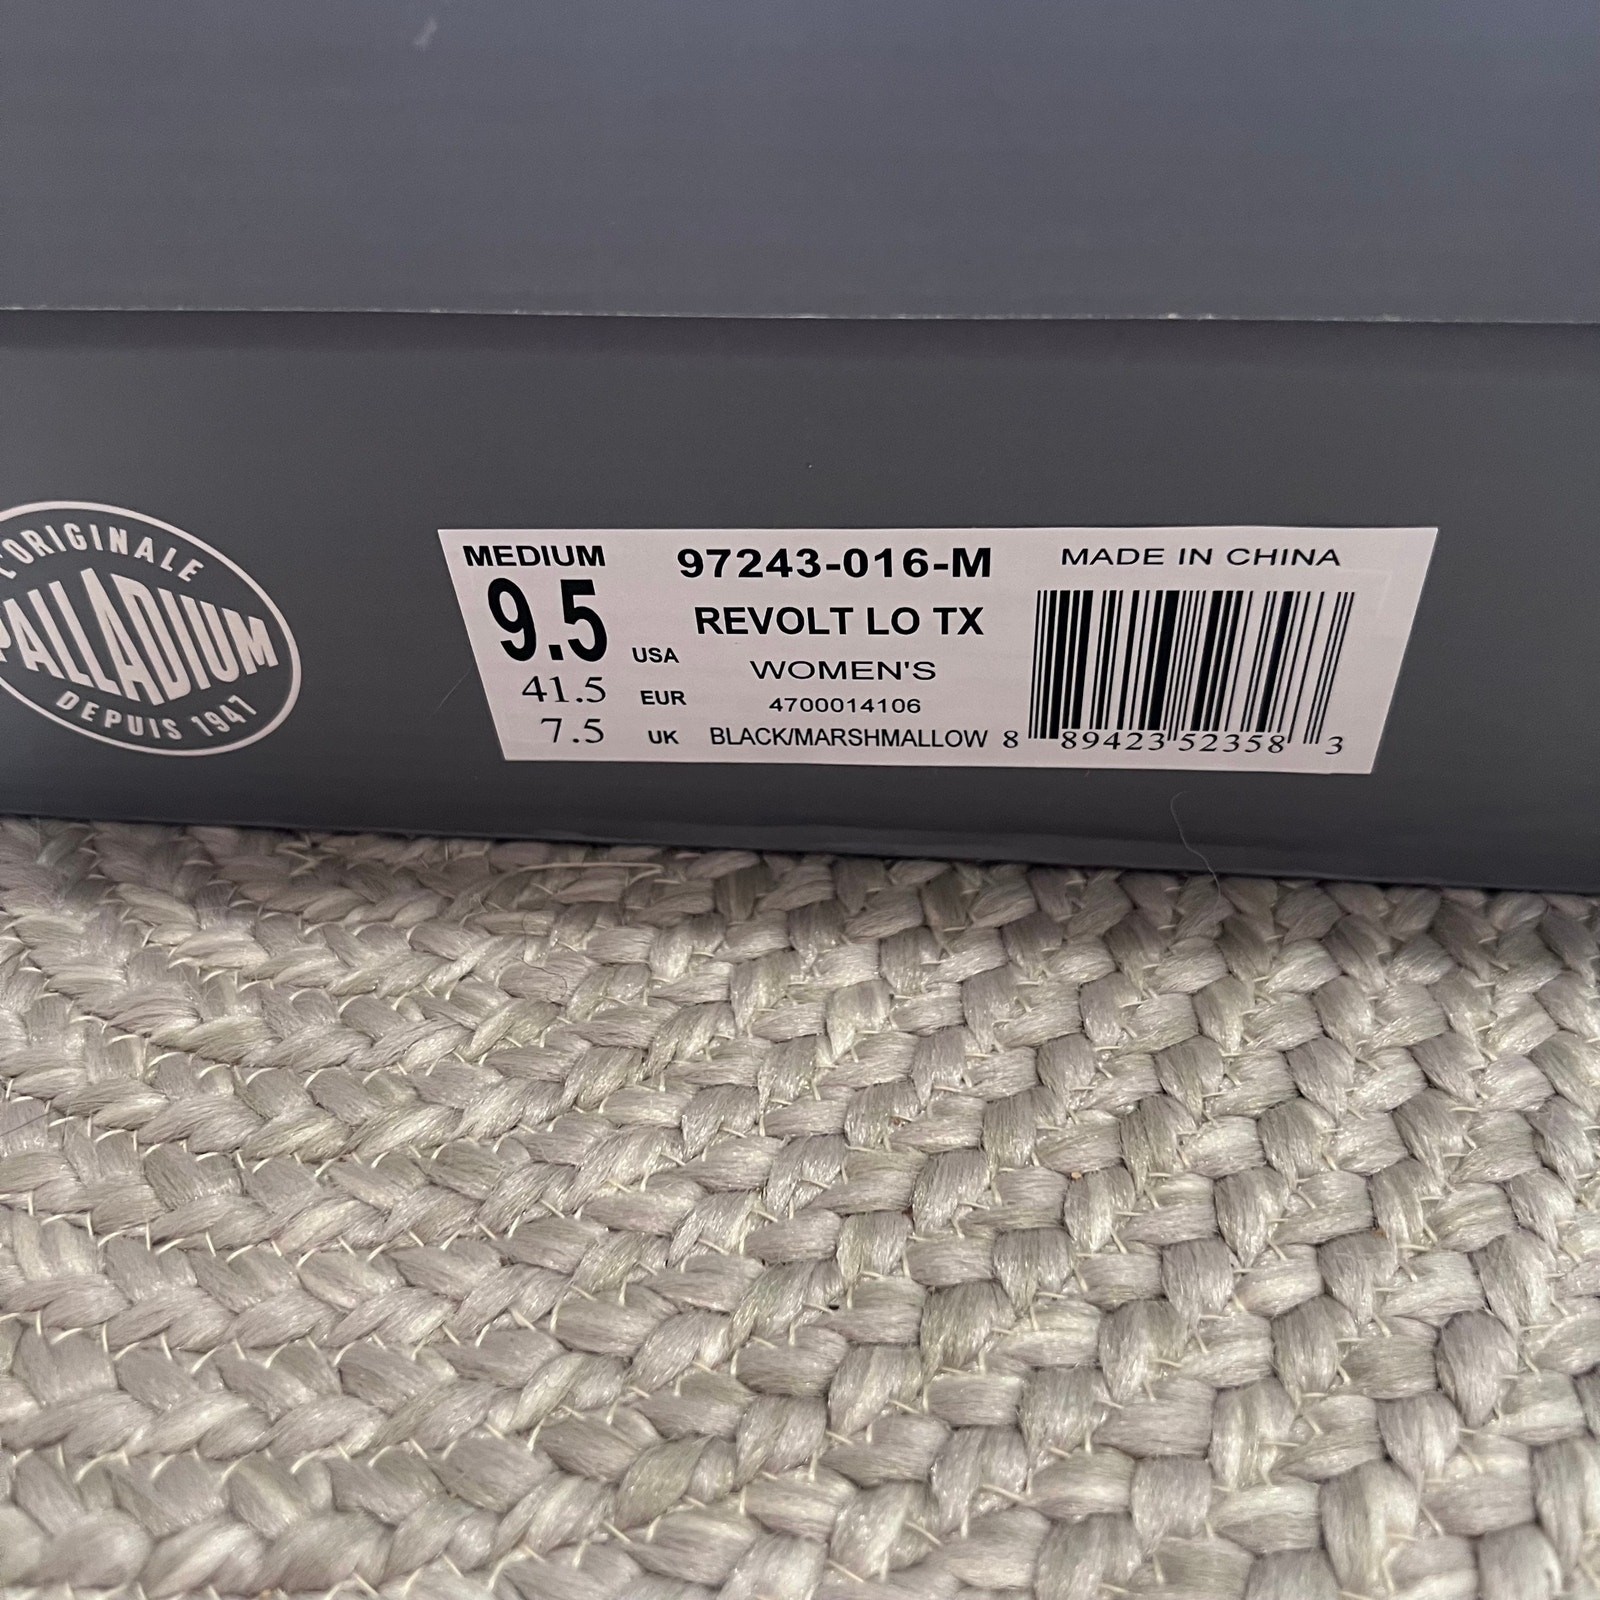 L'ORIGINALE
PALLADIUM
DEPUIS 1947
MEDIUM
9.5 USA
41.5 EUR
7.5 UK
97243-016-M
REVOLT LO TX
WOMEN'S
4700014106
BLACK/MARSHMALLOW
MADE IN CHINA
8 89423 52358 3